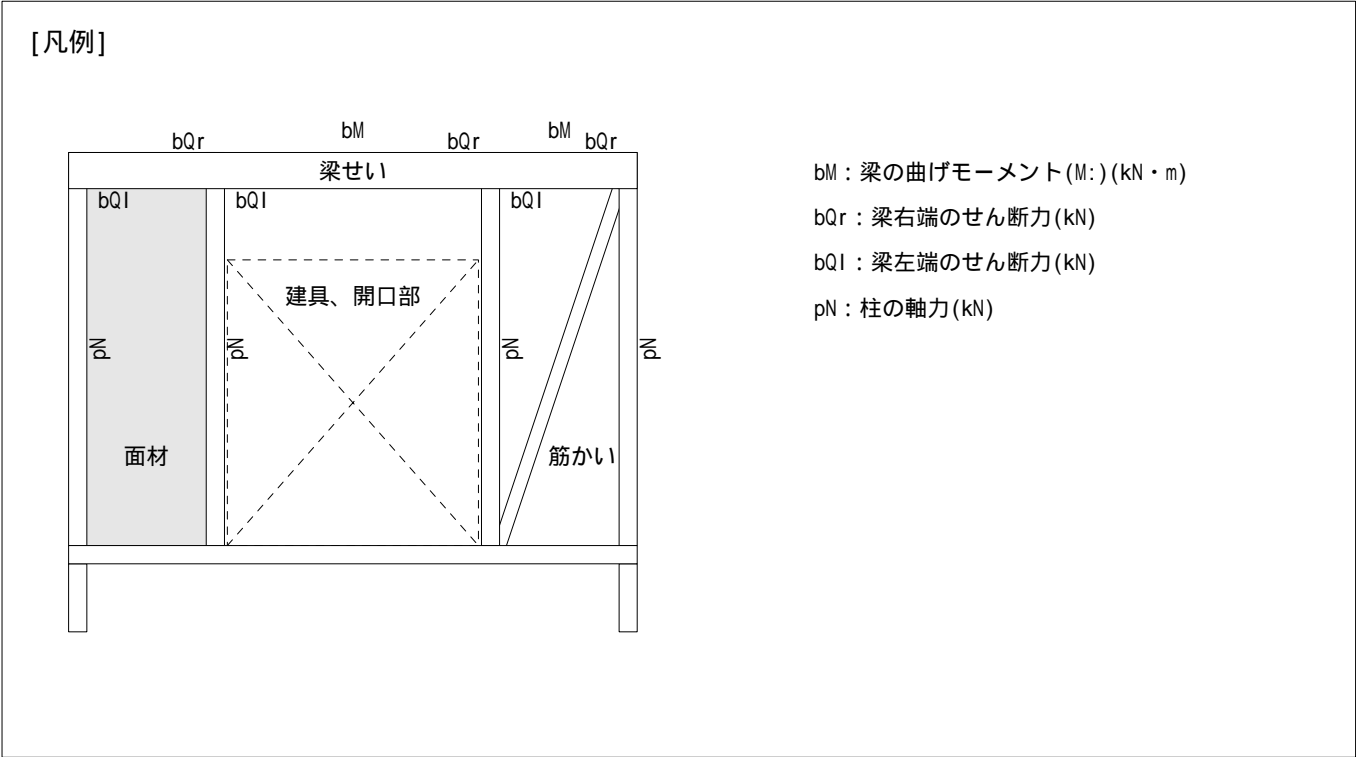 [凡例]
bM bM
bQr bQr bQr
梁せい
bQl bQl bQl
建具、開口部
pN pN pN pN
面材 筋かい
bM：梁の曲げモーメント(M:)(kN・m)
bQr：梁右端のせん断力(kN)
bQl：梁左端のせん断力(kN)
pN：柱の軸力(kN)